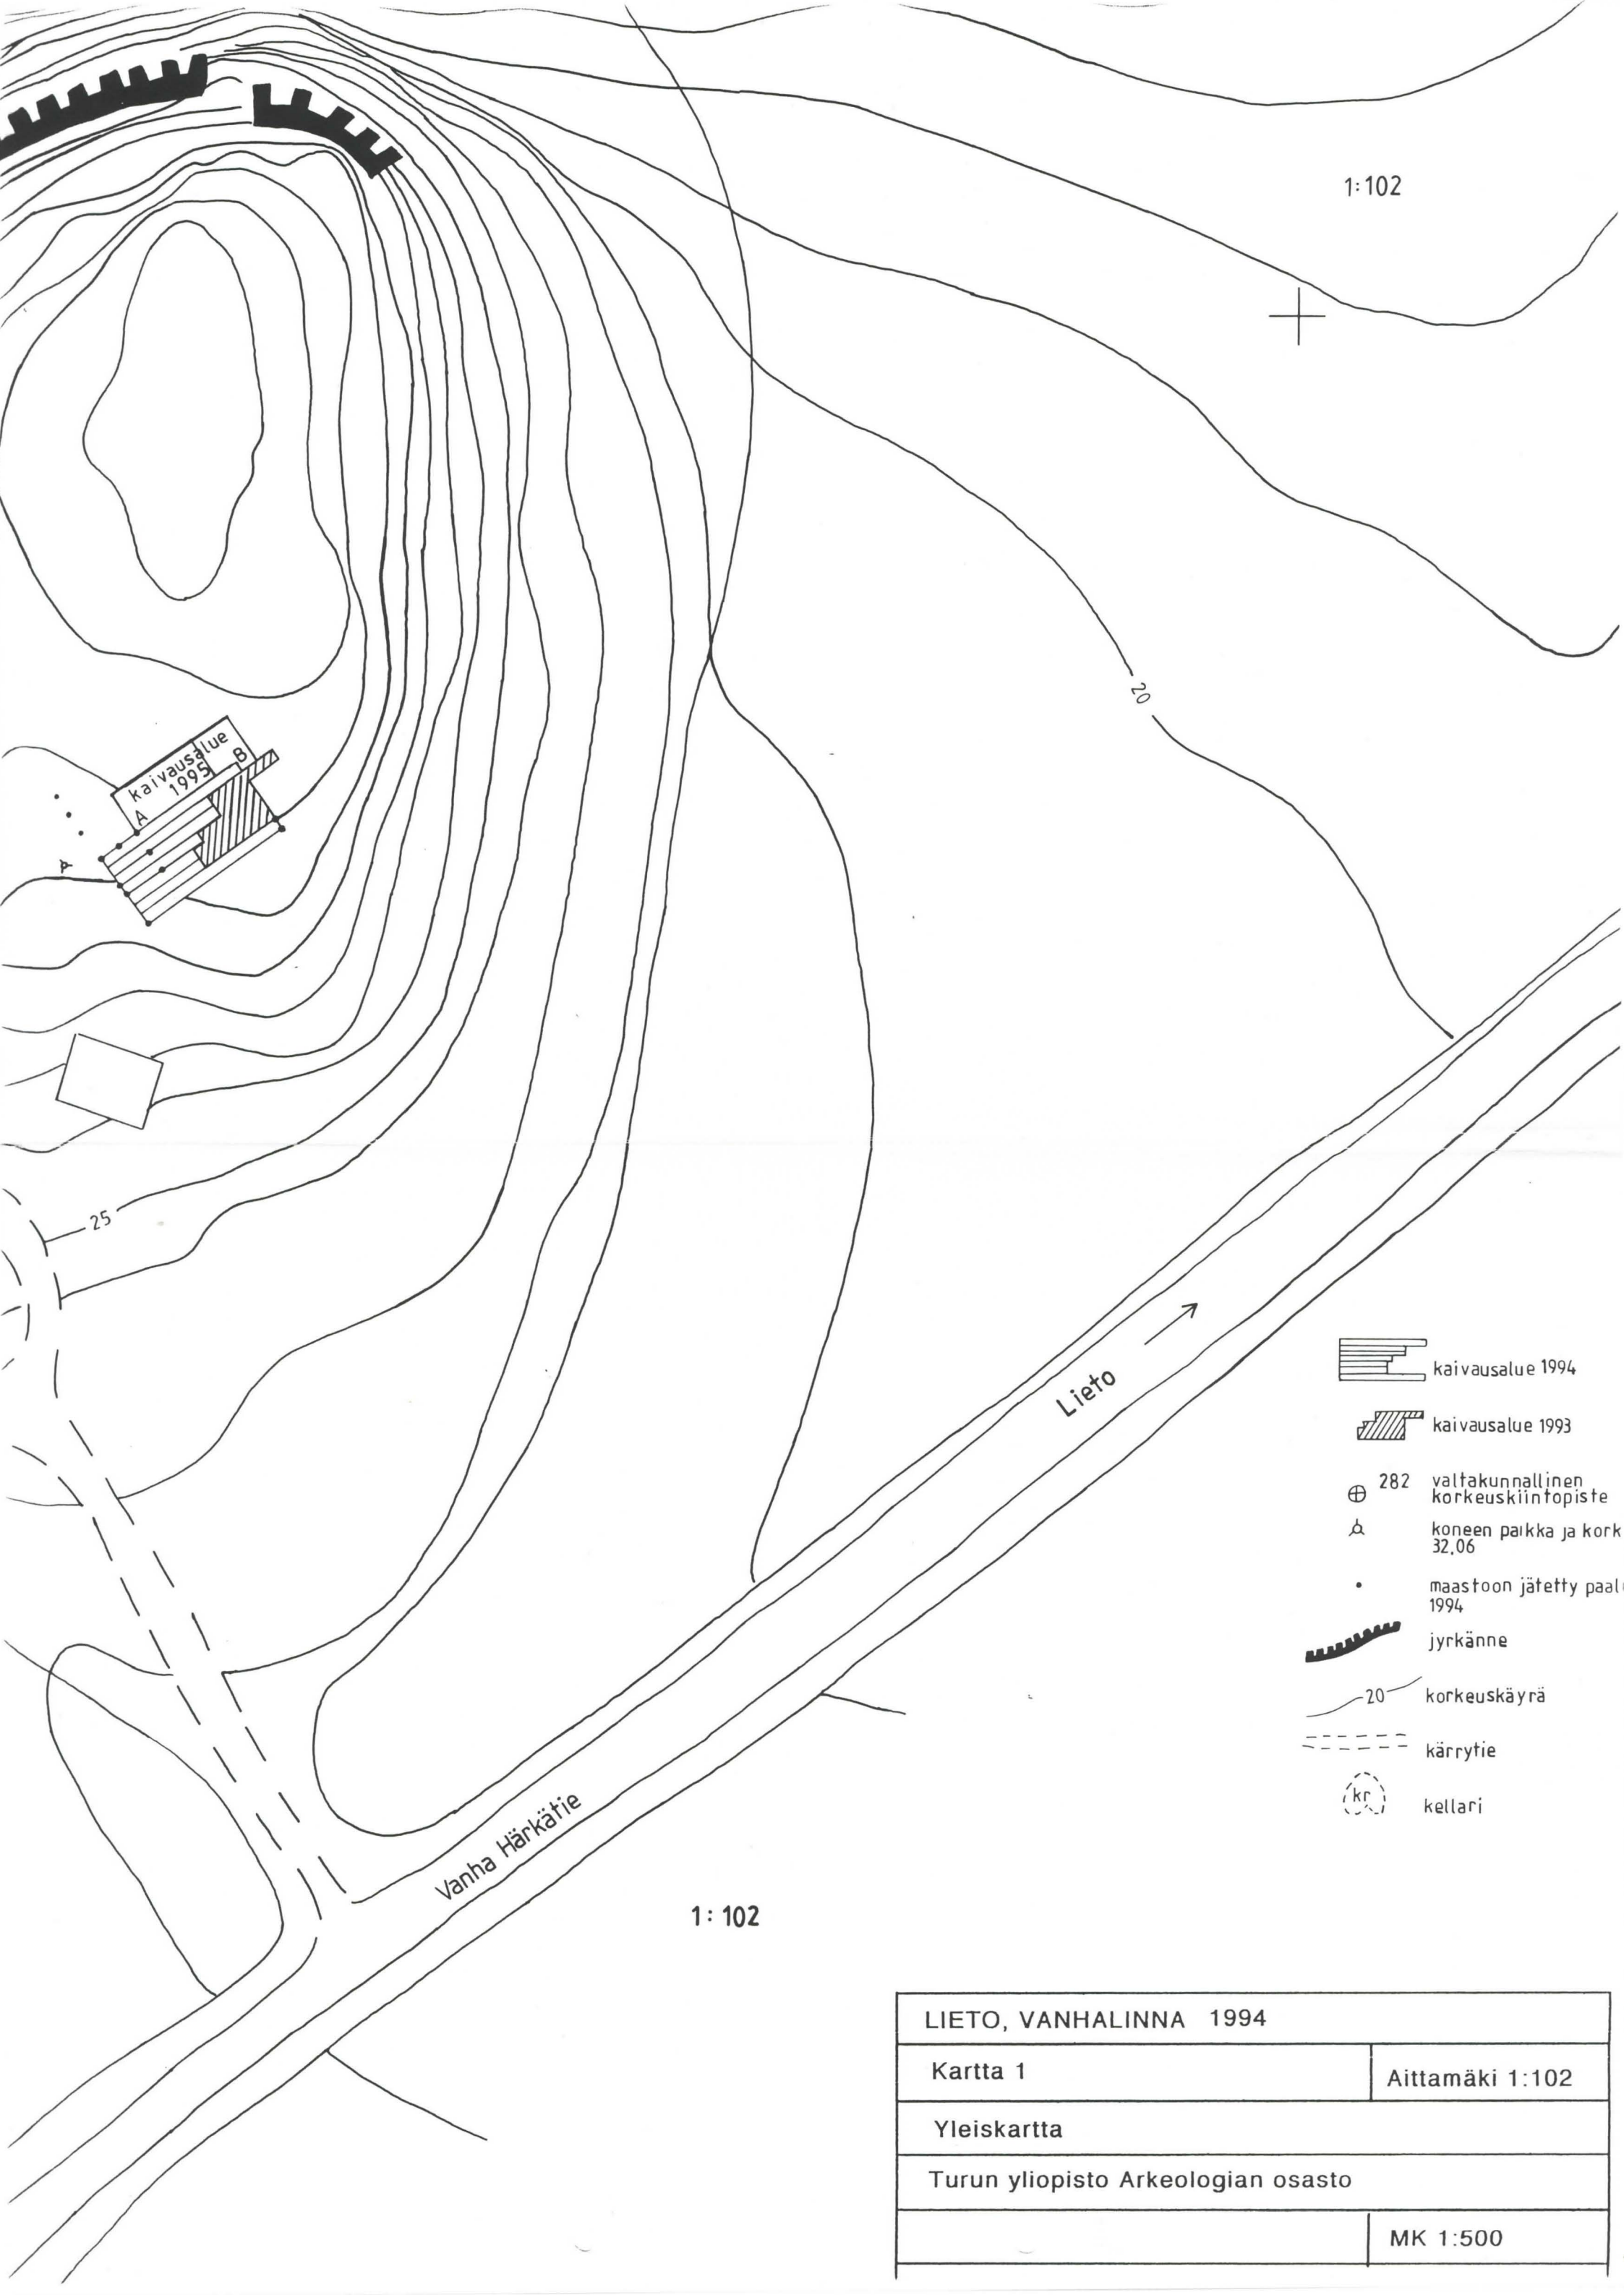 1:102
20
kaivausalue
1995
A
B
25
Lieto
kaivausalue 1994
kaivausalue 1993
282 valtakunnallinen
korkeuskiintopiste
koneen paikka ja kork
32,06
maastoon jätetty paal
1994
jyrkänne
20 korkeuskäyrä
kärrytie
kr kellari
Vanha Härkätie
1:102
LIETO, VANHALINNA 1994
Kartta 1
Aittamäki 1:102
Yleiskartta
Turun yliopisto Arkeologian osasto
MK 1:500